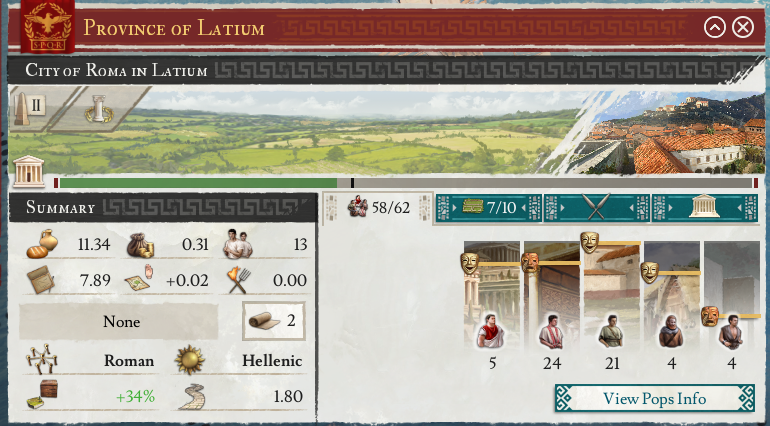 PROVINCE OF LATIUM
S·P·Q·R
CITY OF ROMA IN LATIUM
II
SUMMARY
58/62
7/10
11.34 0.31 13
7.89 +0.02 0.00
None 2
Roman Hellenic
+34% 1.80
5 24 21 4 4
View Pops Info